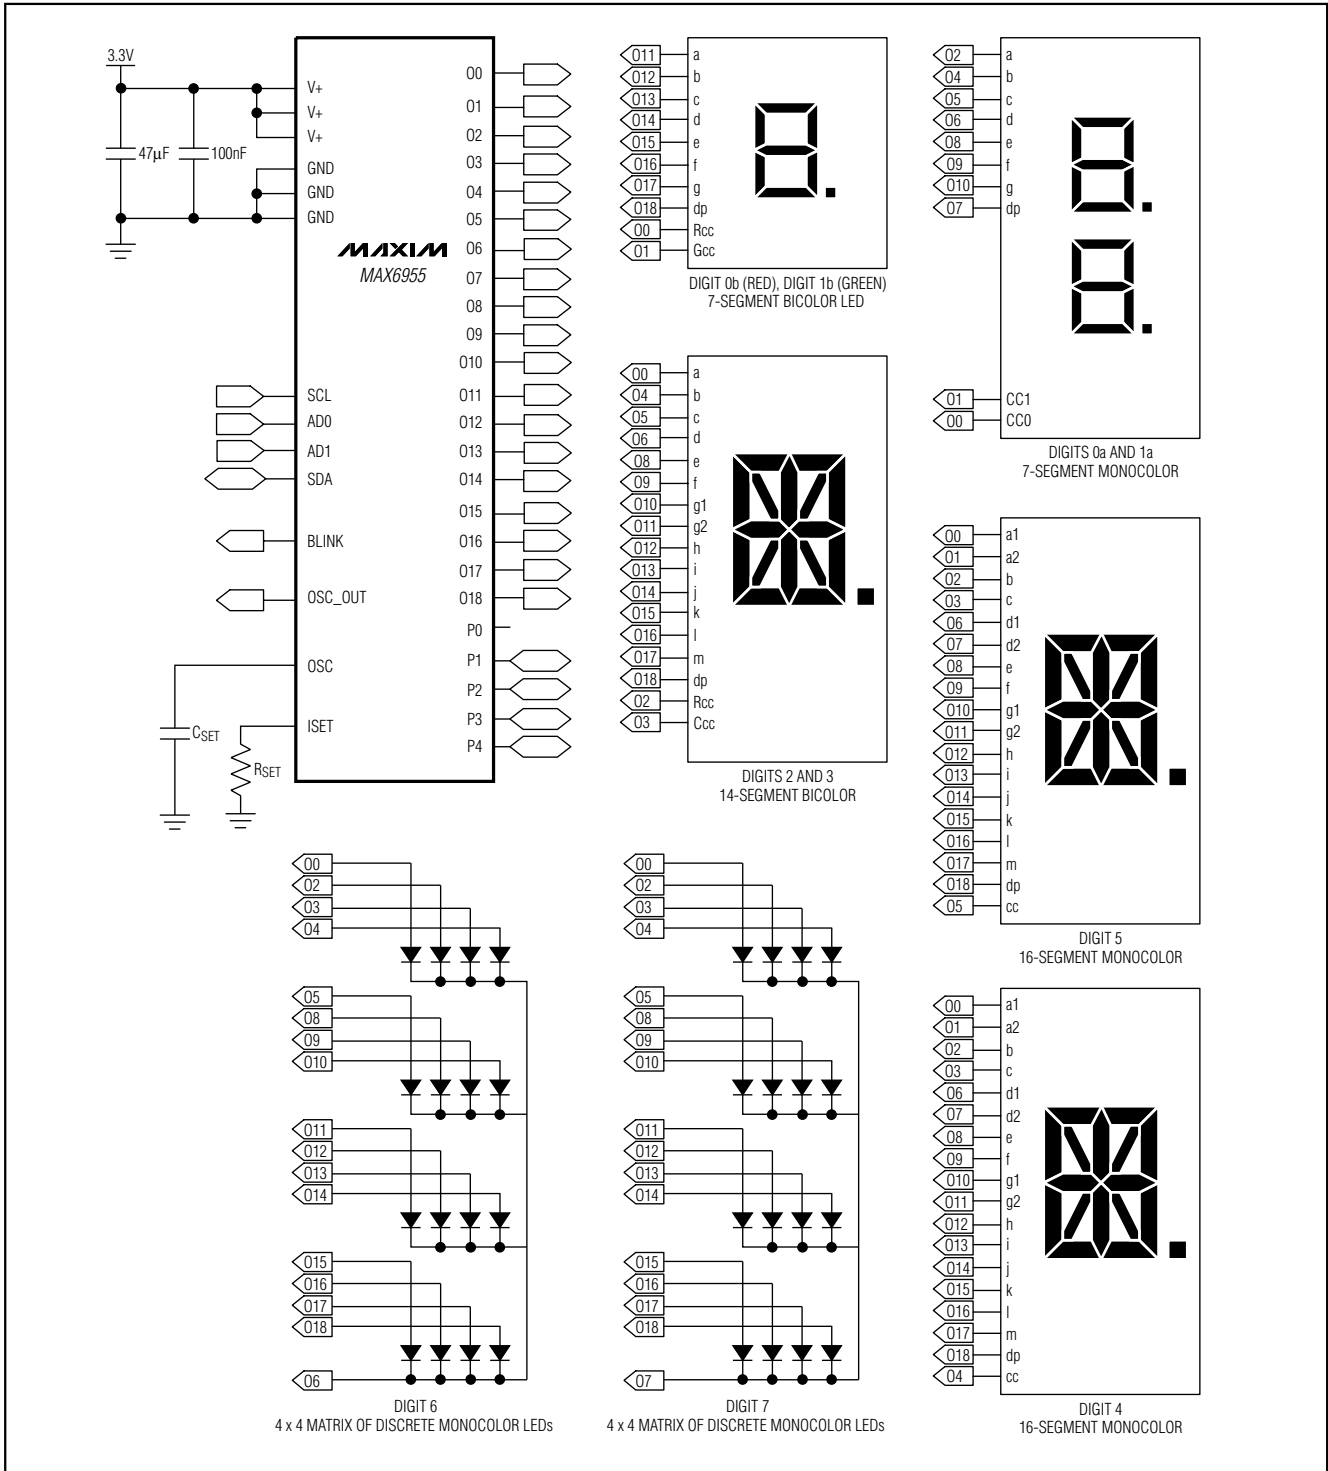 3.3V
47µF
100nF
V+
V+
V+
GND
GND
GND
MAXIM
MAX6955
SCL
AD0
AD1
SDA
BLINK
OSC_OUT
OSC
ISET
CSET
RSET
O0
O1
O2
O3
O4
O5
O6
O7
O8
O9
O10
O11
O12
O13
O14
O15
O16
O17
O18
P0
P1
P2
P3
P4
O11 a
O12 b
O13 c
O14 d
O15 e
O16 f
O17 g
O18 dp
O0 Rcc
O1 Gcc
DIGIT 0b (RED), DIGIT 1b (GREEN)
7-SEGMENT BICOLOR LED
O2 a
O4 b
O5 c
O6 d
O8 e
O9 f
O10 g
O7 dp
O1 CC1
O0 CC0
DIGITS 0a AND 1a
7-SEGMENT MONOCOLOR
O0 a
O4 b
O5 c
O6 d
O8 e
O9 f
O10 g1
O11 g2
O12 h
O13 i
O14 j
O15 k
O16 l
O17 m
O18 dp
O2 Rcc
O3 Ccc
DIGITS 2 AND 3
14-SEGMENT BICOLOR
O0 a1
O1 a2
O2 b
O3 c
O6 d1
O7 d2
O8 e
O9 f
O10 g1
O11 g2
O12 h
O13 i
O14 j
O15 k
O16 l
O17 m
O18 dp
O5 cc
DIGIT 5
16-SEGMENT MONOCOLOR
O0
O2
O3
O4
O5
O8
O9
O10
O11
O12
O13
O14
O15
O16
O17
O18
O6
DIGIT 6
4 x 4 MATRIX OF DISCRETE MONOCOLOR LEDs
O0
O2
O3
O4
O5
O8
O9
O10
O11
O12
O13
O14
O15
O16
O17
O18
O7
DIGIT 7
4 x 4 MATRIX OF DISCRETE MONOCOLOR LEDs
O0 a1
O1 a2
O2 b
O3 c
O6 d1
O7 d2
O8 e
O9 f
O10 g1
O11 g2
O12 h
O13 i
O14 j
O15 k
O16 l
O17 m
O18 dp
O4 cc
DIGIT 4
16-SEGMENT MONOCOLOR